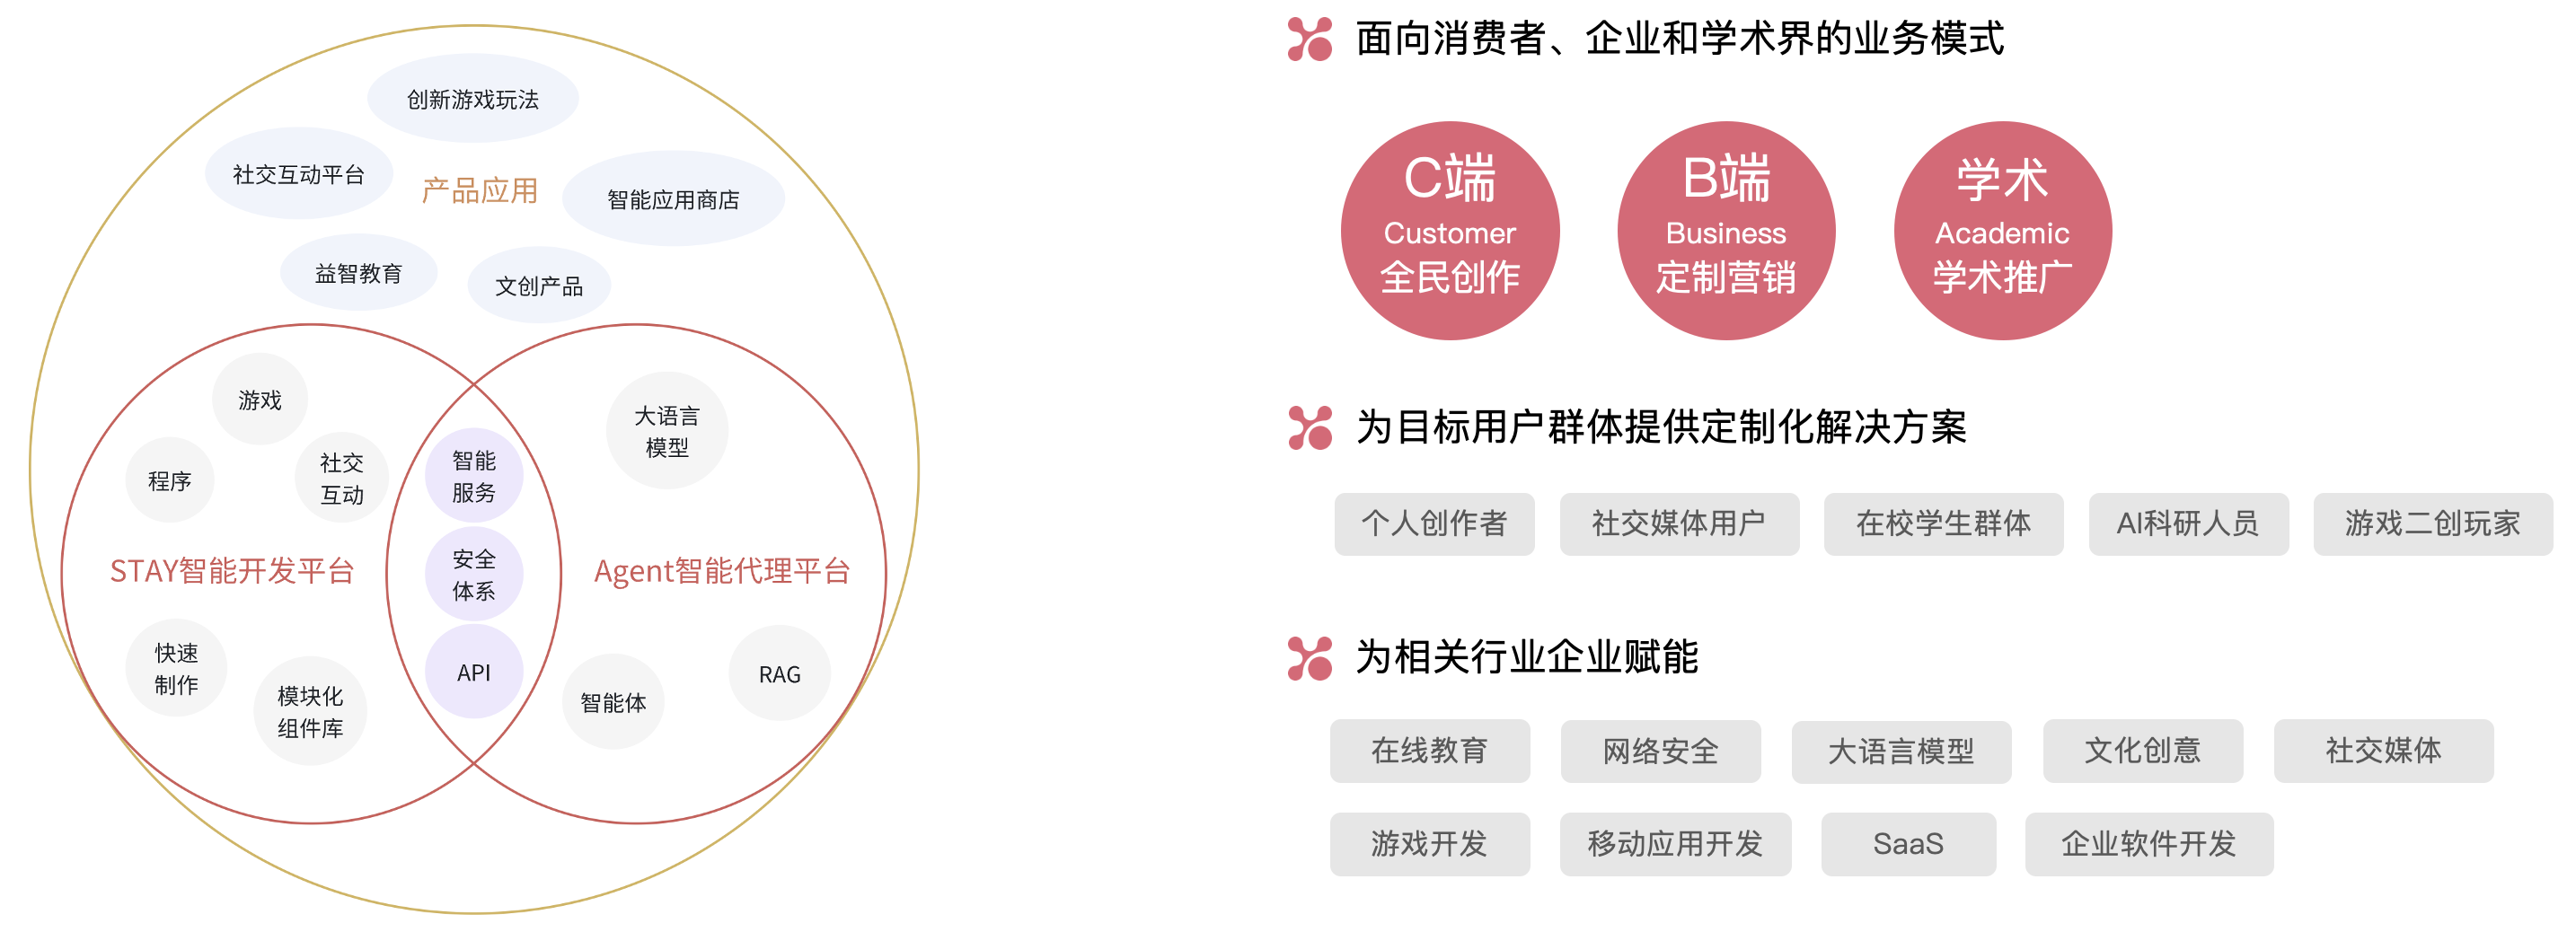 创新游戏玩法
社交互动平台
产品应用
智能应用商店
益智教育
文创产品
游戏
程序
社交
互动
STAY智能开发平台
快速
制作
模块化
组件库
智能
服务
安全
体系
API
大语言
模型
Agent智能代理平台
智能体
RAG
面向消费者、企业和学术界的业务模式
C端
Customer
全民创作
B端
Business
定制营销
学术
Academic
学术推广
为目标用户群体提供定制化解决方案
个人创作者
社交媒体用户
在校学生群体
AI科研人员
游戏二创玩家
为相关行业企业赋能
在线教育
网络安全
大语言模型
文化创意
社交媒体
游戏开发
移动应用开发
SaaS
企业软件开发